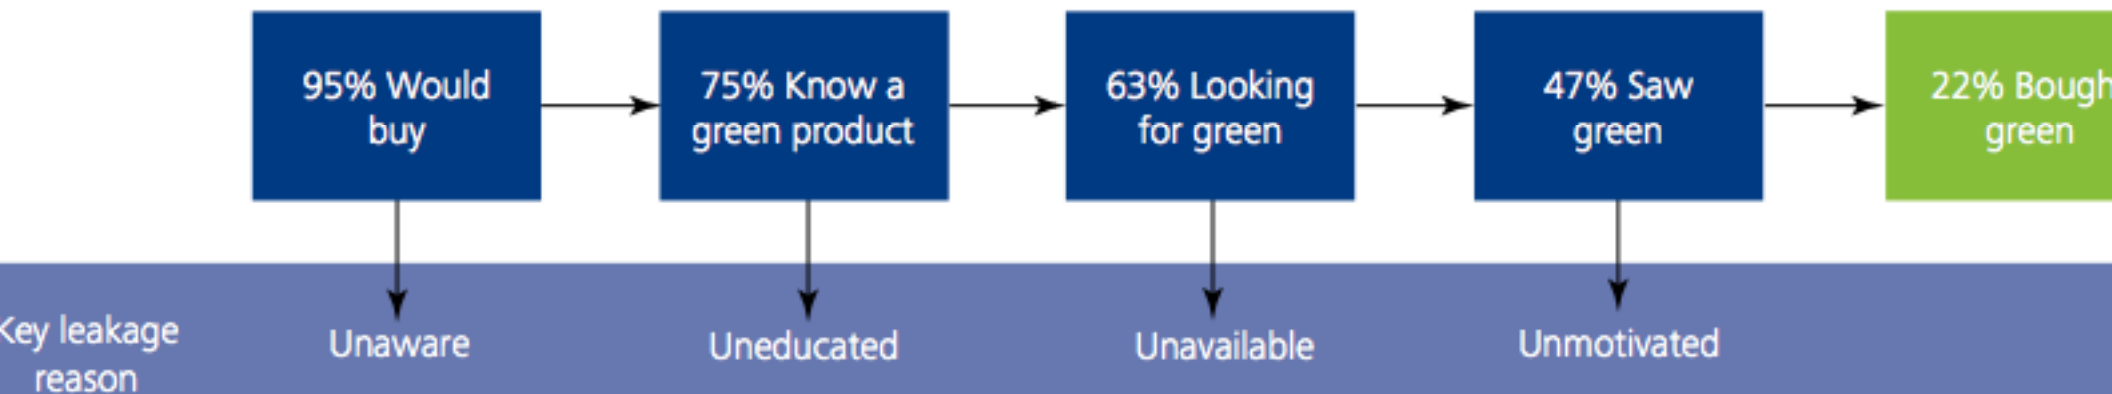 95% Would
buy
75% Know a
green product
63% Looking
for green
47% Saw
green
22% Bough
green
Key leakage
reason
Unaware
Uneducated
Unavailable
Unmotivated